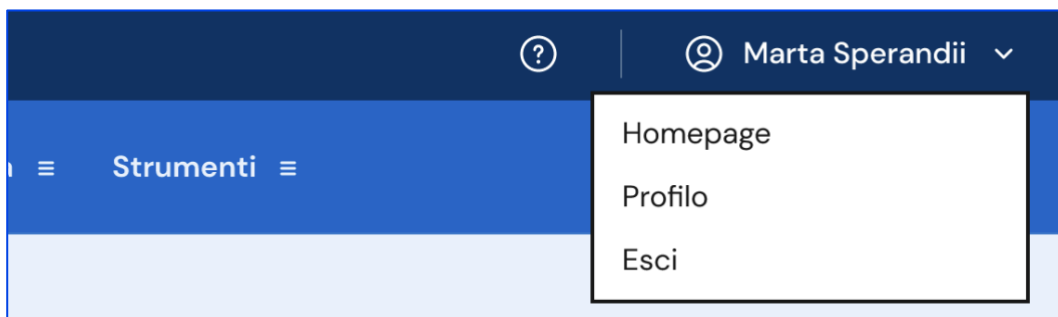 Marta Sperandii
Strumenti
Homepage
Profilo
Esci